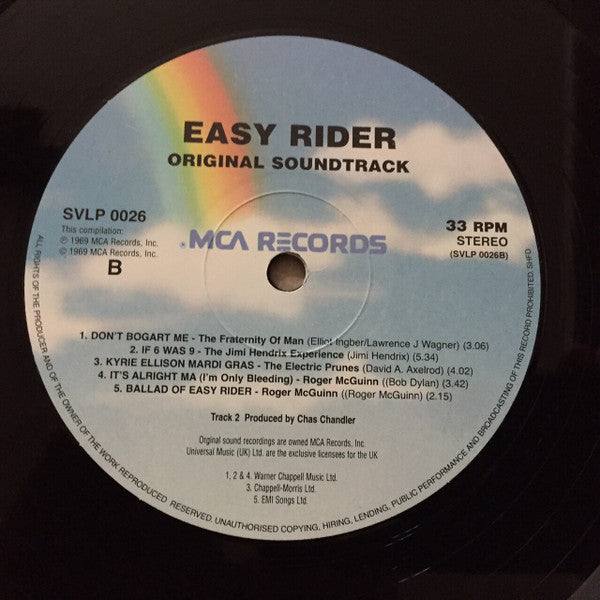 EASY RIDER
ORIGINAL SOUNDTRACK
SVLP 0026
This compilation:
℗ 1969 MCA Records, Inc.
© 1969 MCA Records, Inc.
B
33 RPM
STEREO
(SVLP 0026B)
MCA RECORDS
1. DON'T BOGART ME - The Fraternity Of Man (Elliot Ingber/Lawrence J Wagner) (3.06)
2. IF 6 WAS 9 - The Jimi Hendrix Experience (Jimi Hendrix) (5.34)
3. KYRIE ELLISON MARDI GRAS - The Electric Prunes (David A. Axelrod) (4.02)
4. IT'S ALRIGHT MA (I'm Only Bleeding) - Roger McGuinn ((Bob Dylan) (3.42)
5. BALLAD OF EASY RIDER - Roger McGuinn ((Roger McGuinn) (2.15)
Track 2 Produced by Chas Chandler
Orginal sound recordings are owned MCA Records, Inc.
Universal Music (UK) Ltd. are the exclusive licensees for the UK
1, 2 & 4. Warner Chappell Music Ltd.
3. Chappell-Morris Ltd.
5. EMI Songs Ltd.
ALL RIGHTS OF THE PRODUCER AND OF THE OWNER OF THE WORK REPRODUCED RESERVED. UNAUTHORISED COPYING, HIRING, LENDING, PUBLIC PERFORMANCE AND BROADCASTING OF THIS RECORD PROHIBITED. SHFD